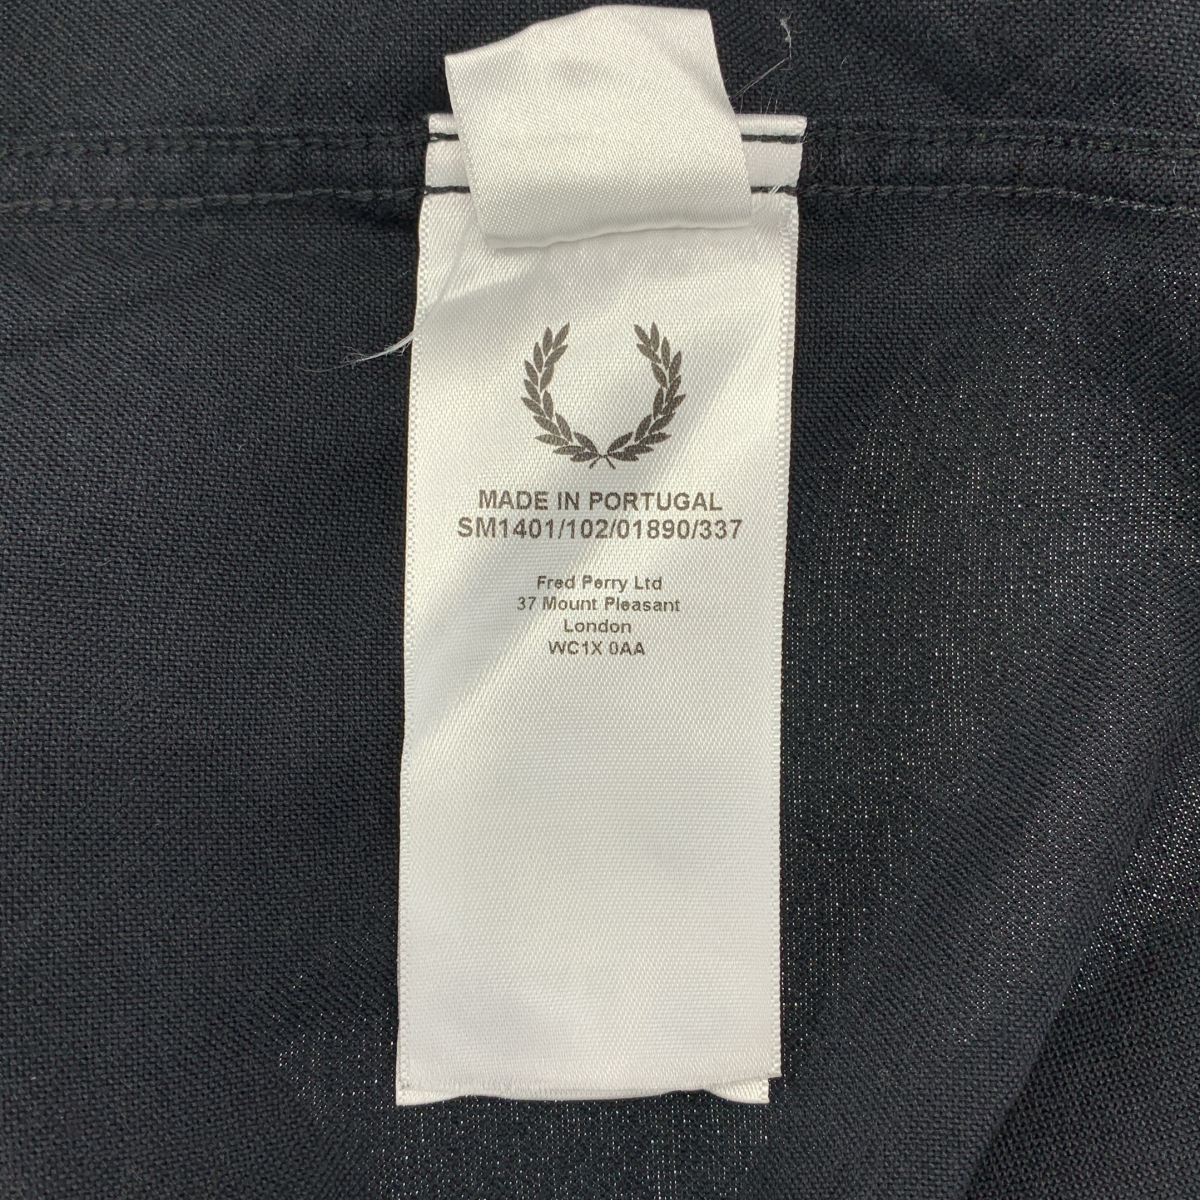 MADE IN PORTUGAL
SM1401/102/01890/337
Fred Perry Ltd
37 Mount Pleasant
London
WC1X 0AA